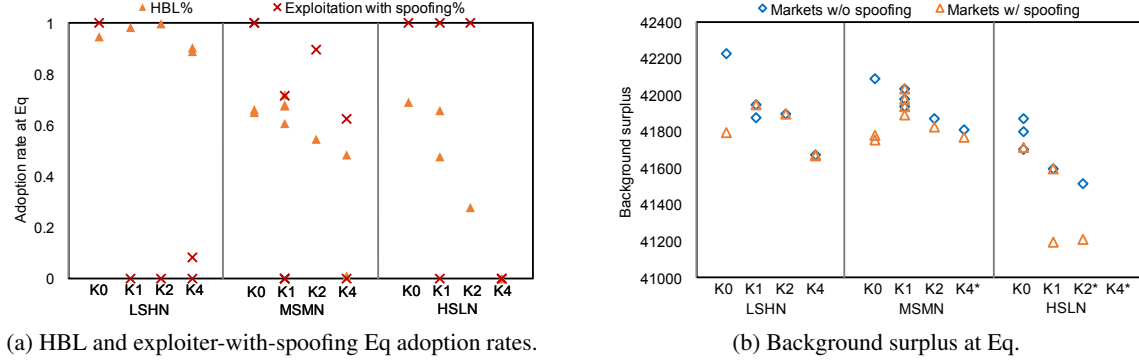 HBL%
Exploitation with spoofing%
Adoption rate at Eq
1
0.8
0.6
0.4
0.2
0
K0 K1 K2 K4 K0 K1 K2 K4 K0 K1 K2 K4
LSHN MSMN HSLN
(a) HBL and exploiter-with-spoofing Eq adoption rates.
Markets w/o spoofing
Markets w/ spoofing
Background surplus
42400
42200
42000
41800
41600
41400
41200
41000
K0 K1 K2 K4 K0 K1 K2 K4* K0 K1 K2* K4*
LSHN MSMN HSLN
(b) Background surplus at Eq.